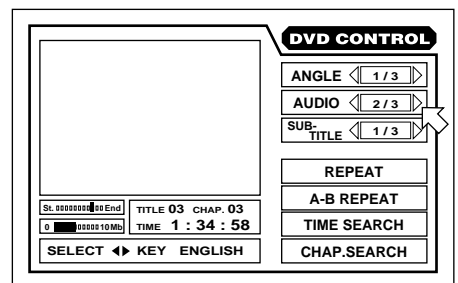 DVD CONTROL
ANGLE 1 / 3
AUDIO 2 / 3
SUB-TITLE 1 / 3
REPEAT
A-B REPEAT
TIME SEARCH
CHAP.SEARCH
St. End
0 10Mb
TITLE 03 CHAP. 03
TIME 1 : 34 : 58
SELECT ◀▶ KEY ENGLISH